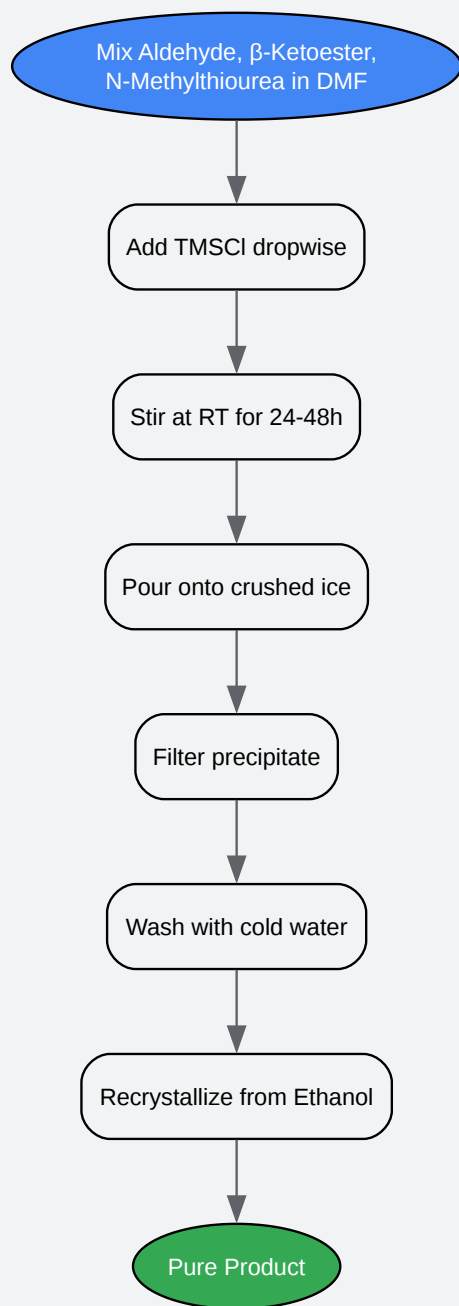 Mix Aldehyde, β-Ketoester,
N-Methylthiourea in DMF
Add TMSCl dropwise
Stir at RT for 24-48h
Pour onto crushed ice
Filter precipitate
Wash with cold water
Recrystallize from Ethanol
Pure Product